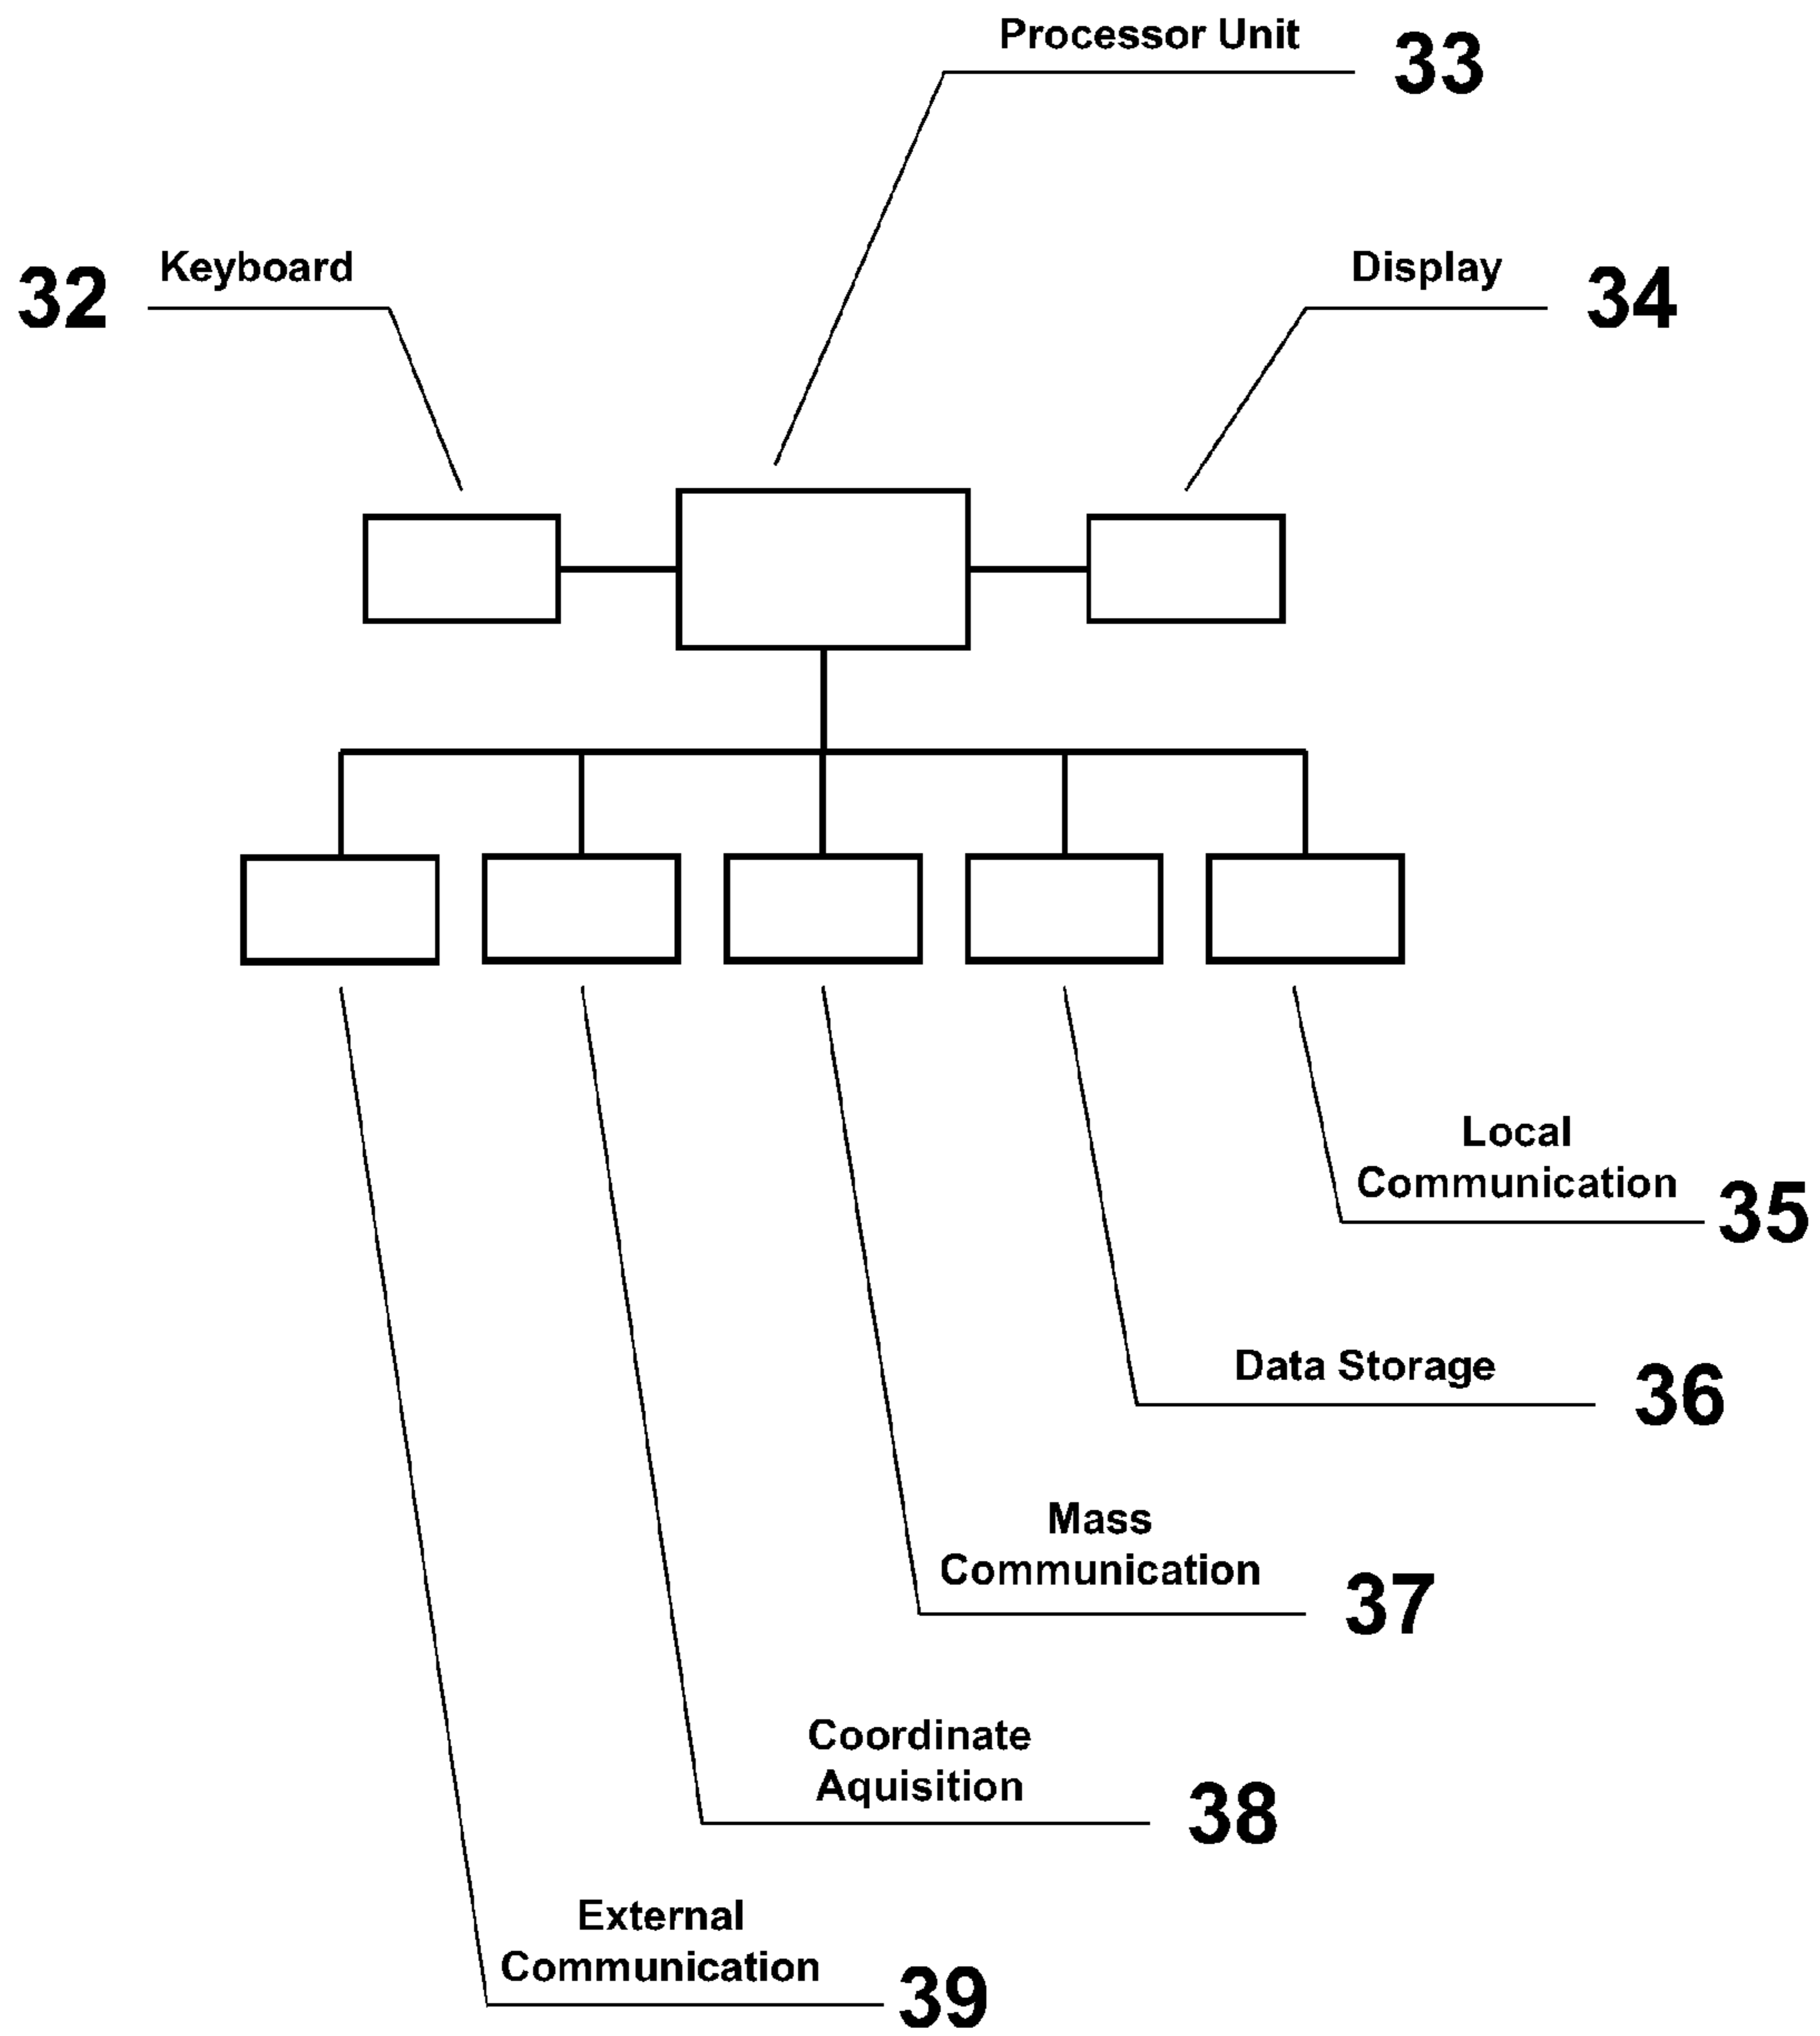 Processor Unit
33
32
Keyboard
Display
34
Local
Communication
35
Data Storage
36
Mass
Communication
37
Coordinate
Aquisition
38
External
Communication
39